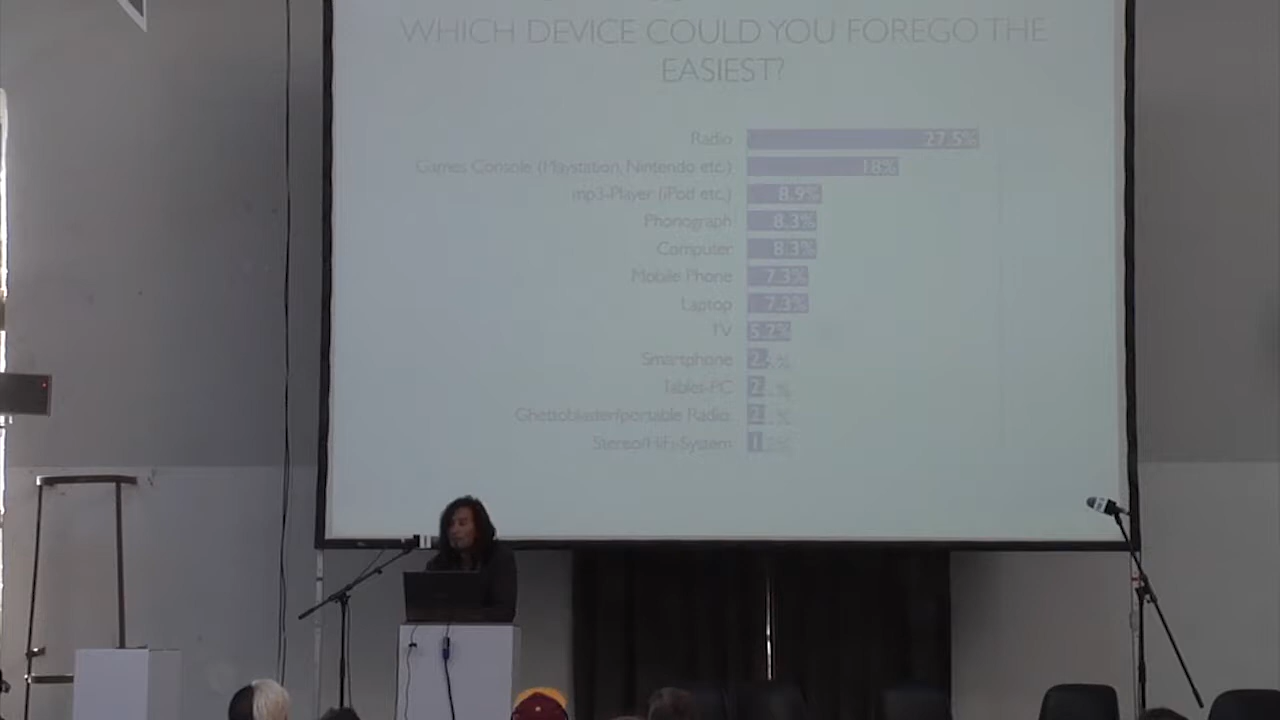 WHICH DEVICE COULD YOU FOREGO THE
EASIEST?
Radio 27.5%
Games Console (Playstation, Nintendo etc.) 18%
mp3-Player (iPod etc.) 8.9%
Phonograph 8.3%
Computer 8.3%
Mobile Phone 7.3%
Laptop 7.3%
TV 5.2%
Smartphone
Tablet-PC
Ghettoblaster/portable Radios
Stereo/HiFi-System